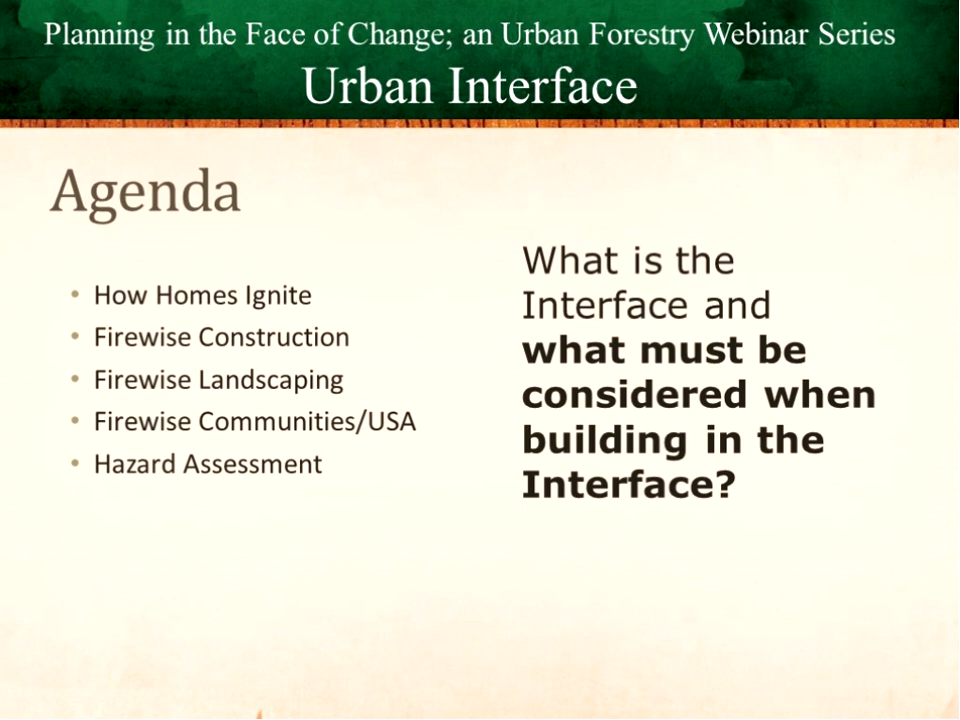 Planning in the Face of Change; an Urban Forestry Webinar Series
Urban Interface
Agenda
• How Homes Ignite
• Firewise Construction
• Firewise Landscaping
• Firewise Communities/USA
• Hazard Assessment
What is the
Interface and
what must be
considered when
building in the
Interface?